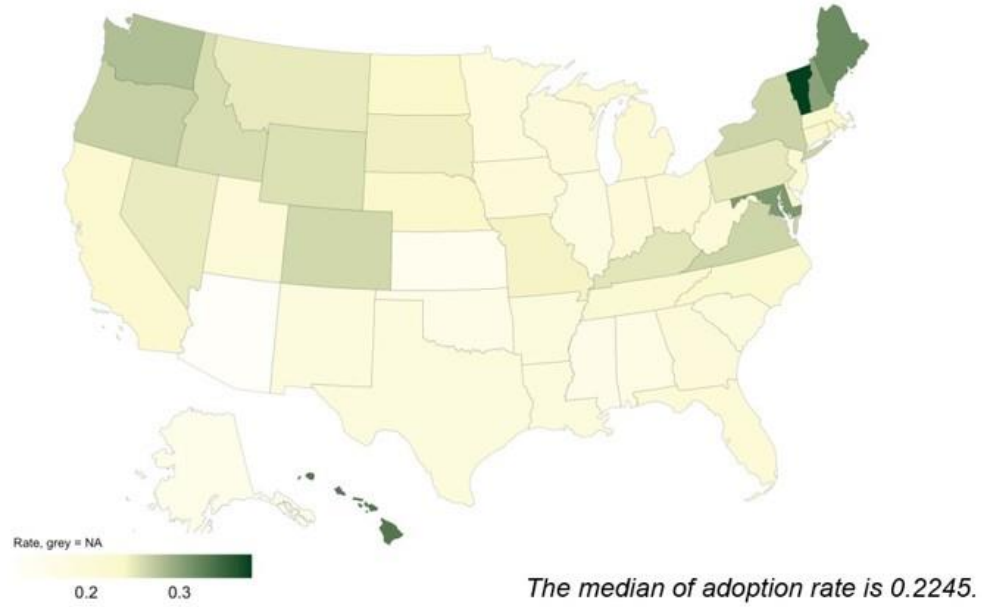 Rate, grey = NA
0.2 0.3
The median of adoption rate is 0.2245.